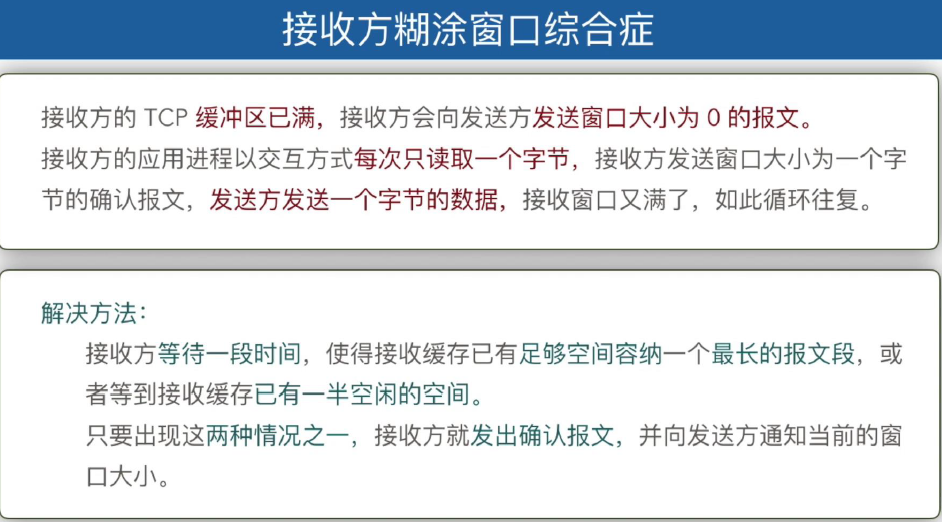 接收方糊涂窗口综合症
接收方的 TCP 缓冲区已满，接收方会向发送方发送窗口大小为 0 的报文。
接收方的应用进程以交互方式每次只读取一个字节，接收方发送窗口大小为一个字
节的确认报文，发送方发送一个字节的数据，接收窗口又满了，如此循环往复。
解决方法：
接收方等待一段时间，使得接收缓存已有足够空间容纳一个最长的报文段，或
者等到接收缓存已有一半空闲的空间。
只要出现这两种情况之一，接收方就发出确认报文，并向发送方通知当前的窗
口大小。